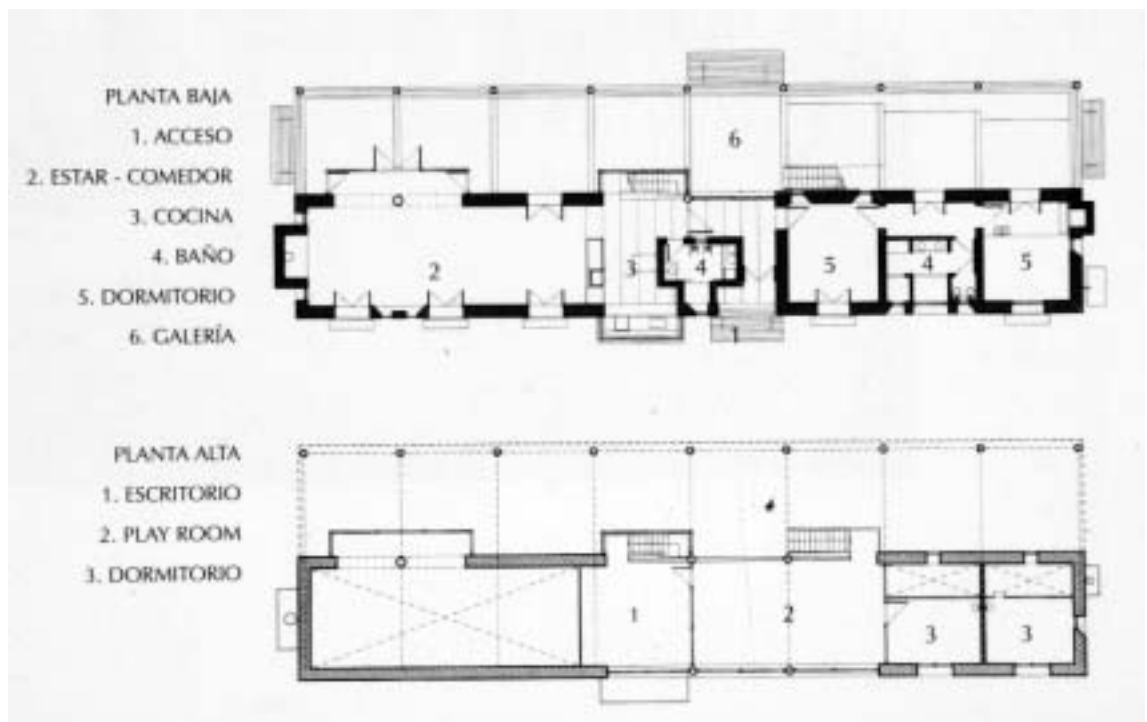 PLANTA BAJA
1. ACCESO
2. ESTAR - COMEDOR
3. COCINA
4. BAÑO
5. DORMITORIO
6. GALERÍA
6
2
3
4
5
4
5
1
PLANTA ALTA
1. ESCRITORIO
2. PLAY ROOM
3. DORMITORIO
1
2
3
3